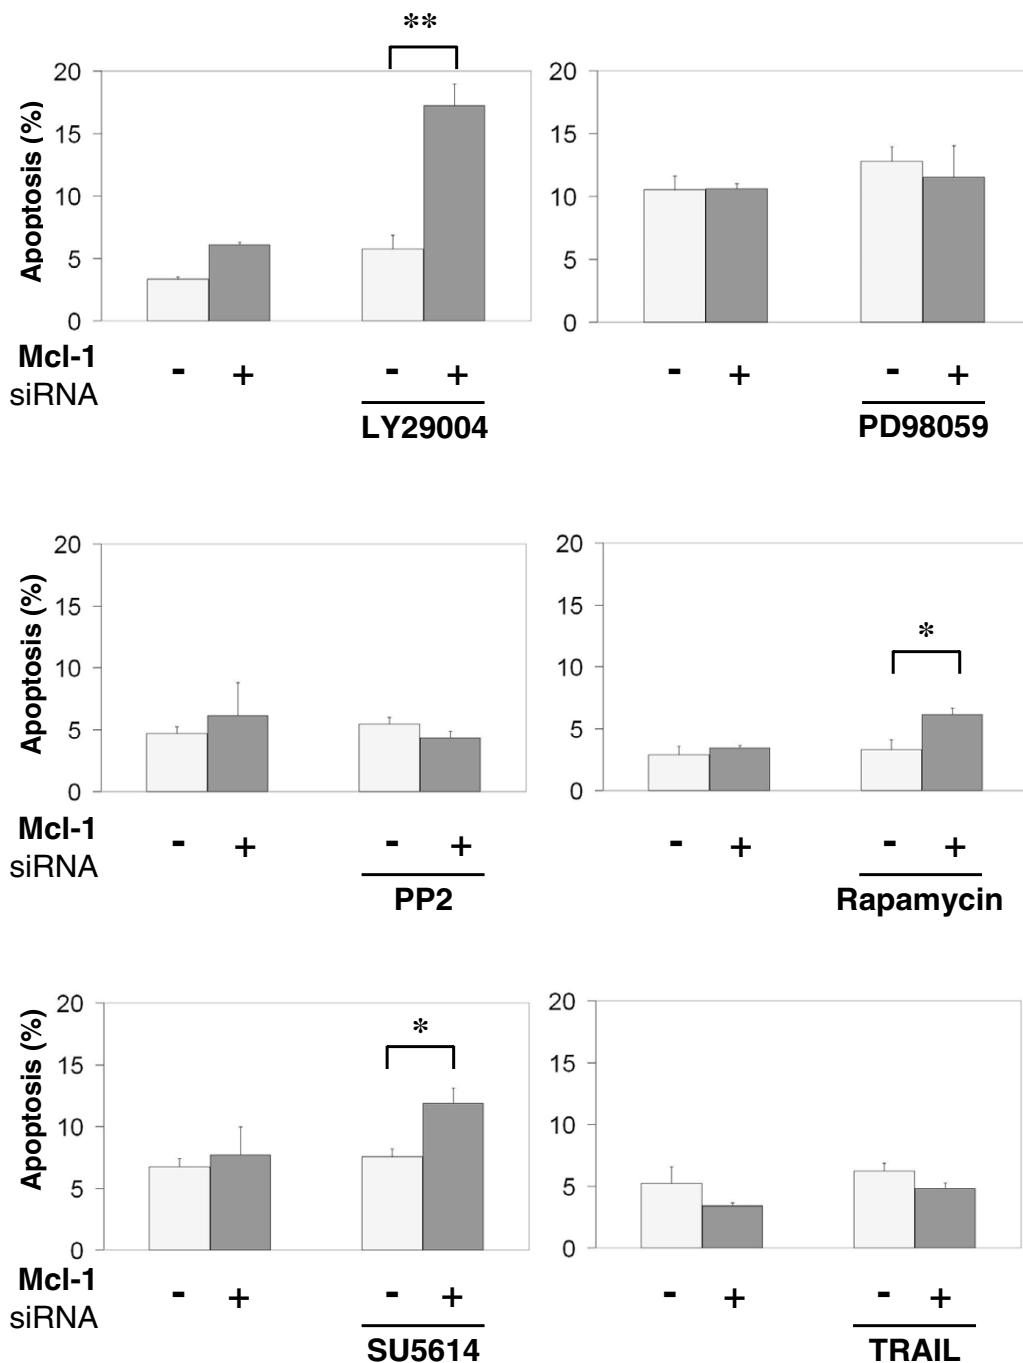 **
20
15
10
5
0
Apoptosis (%)
20
15
10
5
0
Mcl-1
siRNA
- + - +
LY29004
- + - +
PD98059
20
15
10
5
0
Apoptosis (%)
*
20
15
10
5
0
Mcl-1
siRNA
- + - +
PP2
- + - +
Rapamycin
*
20
15
10
5
0
Apoptosis (%)
20
15
10
5
0
Mcl-1
siRNA
- + - +
SU5614
- + - +
TRAIL